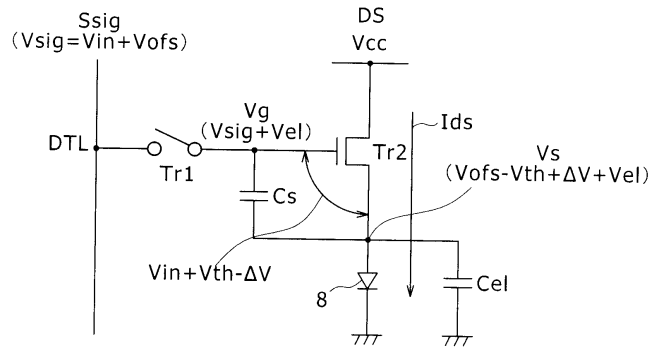 Ssig
(Vsig=Vin+Vofs)
DS
Vcc
DTL
Tr1
Vg
(Vsig+Vel)
Tr2
Ids
Vs
(Vofs-Vth+ΔV+Vel)
Cs
Vin+Vth-ΔV
8
Cel